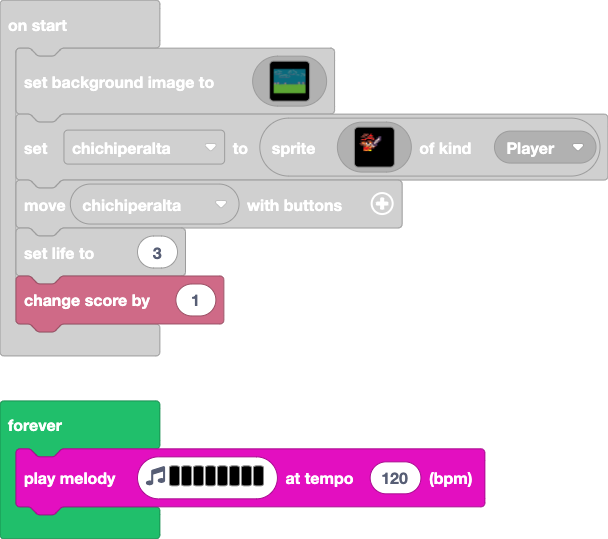 on start
set background image to
set chichiperalta to sprite of kind Player
move chichiperalta with buttons
set life to 3
change score by 1
forever
play melody at tempo 120 (bpm)